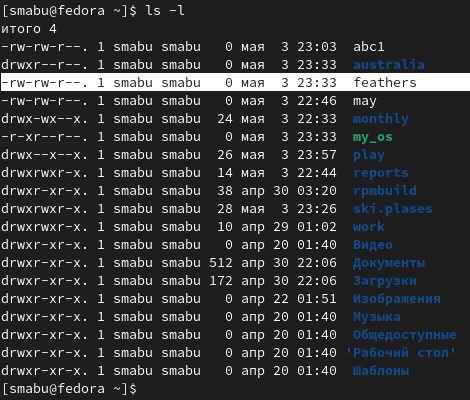 [smabu@fedora ~]$ ls -l
итого 4
-rw-rw-r--. 1 smabu smabu   0 мая  3 23:03  abc1
drwxr--r--. 1 smabu smabu   0 мая  3 23:33  australia
-rw-rw-r--. 1 smabu smabu   0 мая  3 23:33  feathers
-rw-rw-r--. 1 smabu smabu   0 мая  3 22:46  may
drwx-wx--x. 1 smabu smabu  24 мая  3 22:33  monthly
-r-xr--r--. 1 smabu smabu   0 мая  3 23:33  my_os
drwx--x--x. 1 smabu smabu  26 мая  3 23:57  play
drwxrwxr-x. 1 smabu smabu  14 мая  3 22:44  reports
drwxr-xr-x. 1 smabu smabu  38 апр 30 03:20  rpmbuild
drwxrwxr-x. 1 smabu smabu  28 мая  3 23:26  ski.plases
drwxrwxr-x. 1 smabu smabu  10 апр 29 01:02  work
drwxr-xr-x. 1 smabu smabu   0 апр 20 01:40  Видео
drwxr-xr-x. 1 smabu smabu 512 апр 30 22:06  Документы
drwxr-xr-x. 1 smabu smabu 172 апр 30 22:06  Загрузки
drwxr-xr-x. 1 smabu smabu   0 апр 22 01:51  Изображения
drwxr-xr-x. 1 smabu smabu   0 апр 20 01:40  Музыка
drwxr-xr-x. 1 smabu smabu   0 апр 20 01:40  Общедоступные
drwxr-xr-x. 1 smabu smabu   0 апр 20 01:40 'Рабочий стол'
drwxr-xr-x. 1 smabu smabu   0 апр 20 01:40  Шаблоны
[smabu@fedora ~]$